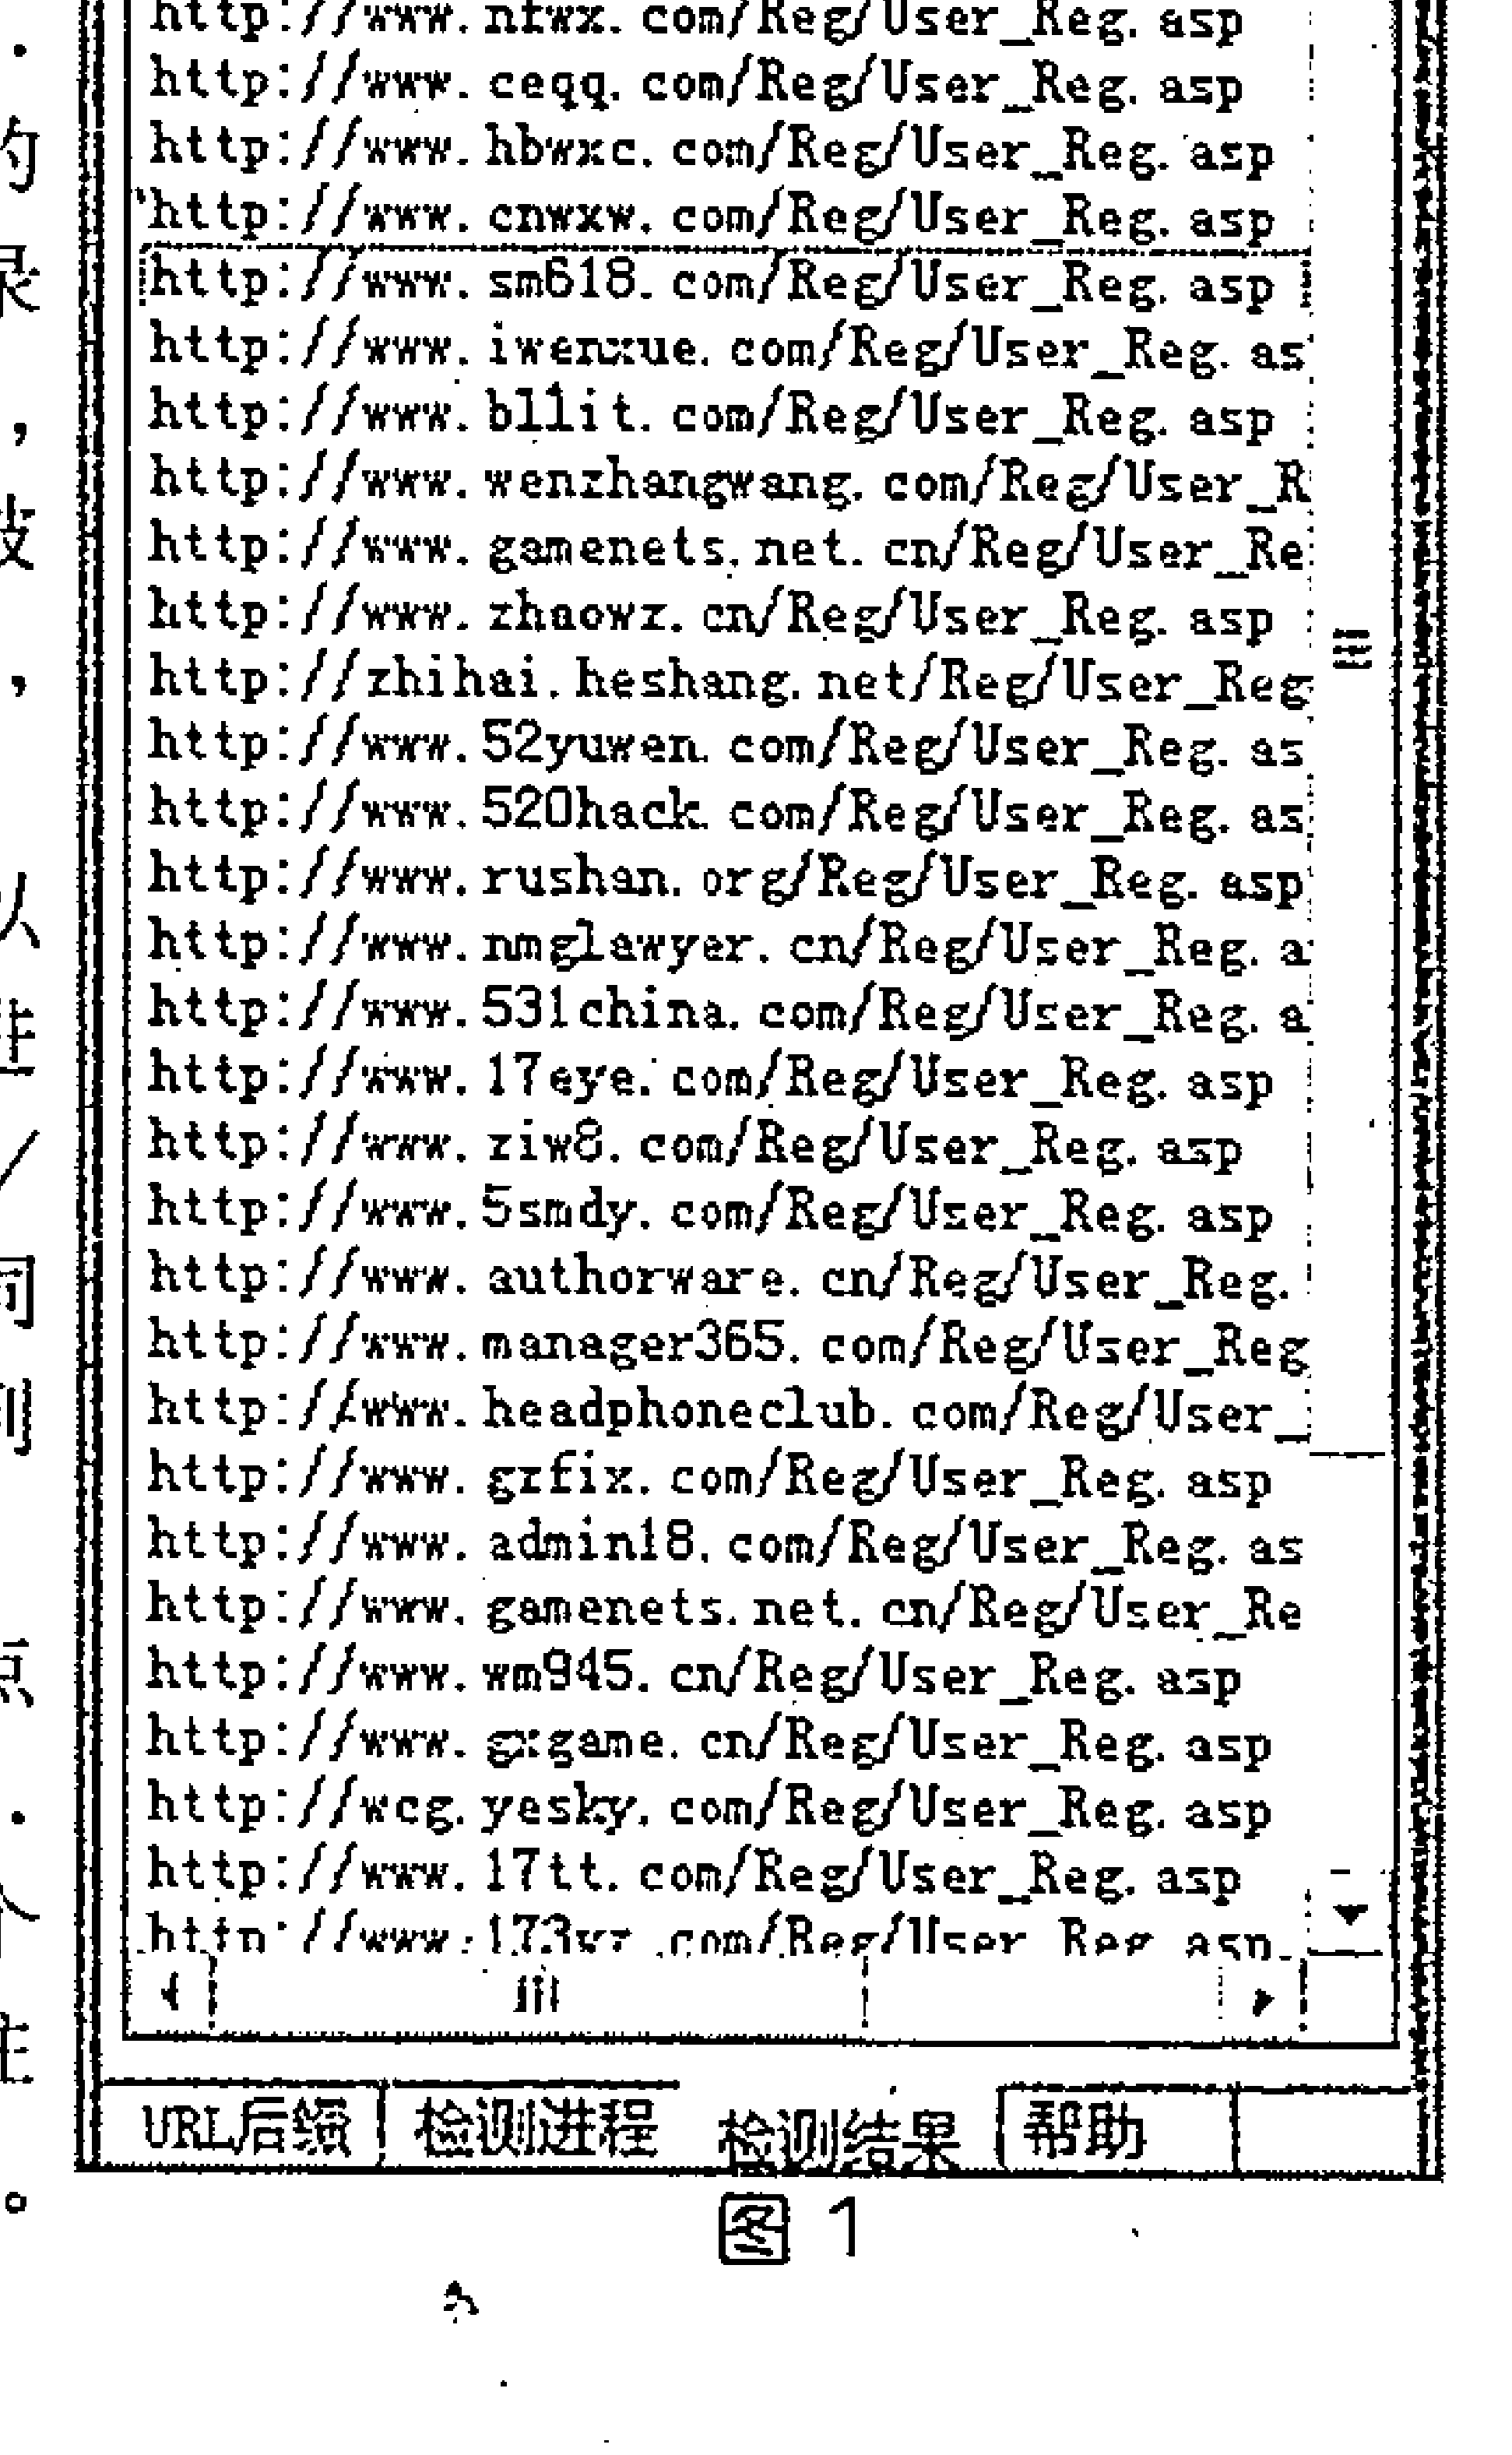 http://www.ntwx.com/Reg/User_Reg.asp
http://www.ceqq.com/Reg/User_Reg.asp
http://www.hbwxc.com/Reg/User_Reg.asp
http://www.cnwxw.com/Reg/User_Reg.asp
http://www.sm618.com/Reg/User_Reg.asp
http://www.iwenxue.com/Reg/User_Reg.as
http://www.bllit.com/Reg/User_Reg.asp
http://www.wenzhangwang.com/Reg/User_R
http://www.gamenets.net.cn/Reg/User_Re
http://www.zhaowz.cn/Reg/User_Reg.asp
http://zhihai.heshang.net/Reg/User_Reg
http://www.52yuwen.com/Reg/User_Reg.as
http://www.520hack.com/Reg/User_Reg.as
http://www.rushan.org/Reg/User_Reg.asp
http://www.nmglawyer.cn/Reg/User_Reg.a
http://www.531china.com/Reg/User_Reg.a
http://www.17eye.com/Reg/User_Reg.asp
http://www.ziw8.com/Reg/User_Reg.asp
http://www.5smdy.com/Reg/User_Reg.asp
http://www.authorware.cn/Reg/User_Reg.
http://www.manager365.com/Reg/User_Reg
http://www.headphoneclub.com/Reg/User_
http://www.gzfix.com/Reg/User_Reg.asp
http://www.admin18.com/Reg/User_Reg.as
http://www.gamenets.net.cn/Reg/User_Re
http://www.wm945.cn/Reg/User_Reg.asp
http://www.gxgame.cn/Reg/User_Reg.asp
http://wcg.yesky.com/Reg/User_Reg.asp
http://www.17tt.com/Reg/User_Reg.asp
URL后缀 检测进程 检测结果 帮助
图 1